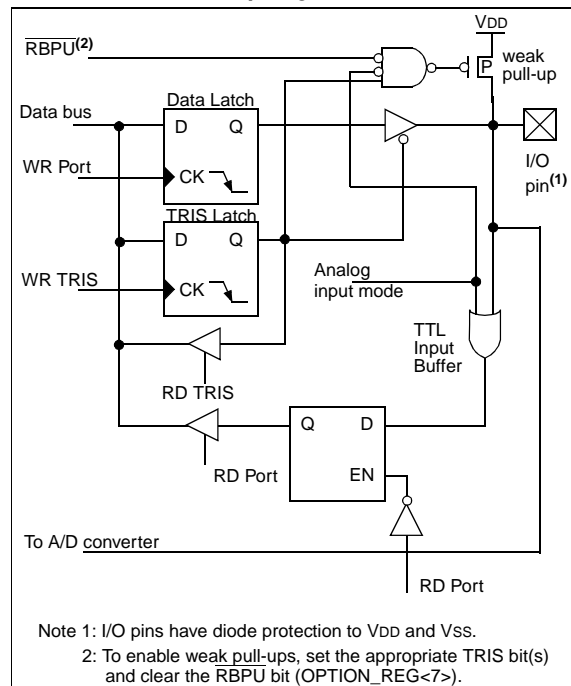 VDD
RBPU(2)
P
weak
pull-up
Data Latch
Data bus
D Q
I/O
pin(1)
WR Port
CK
TRIS Latch
D Q
WR TRIS
CK
Analog
input mode
TTL
Input
Buffer
RD TRIS
Q D
RD Port
EN
To A/D converter
RD Port
Note 1: I/O pins have diode protection to VDD and VSS.
2: To enable weak pull-ups, set the appropriate TRIS bit(s)
and clear the RBPU bit (OPTION_REG<7>).